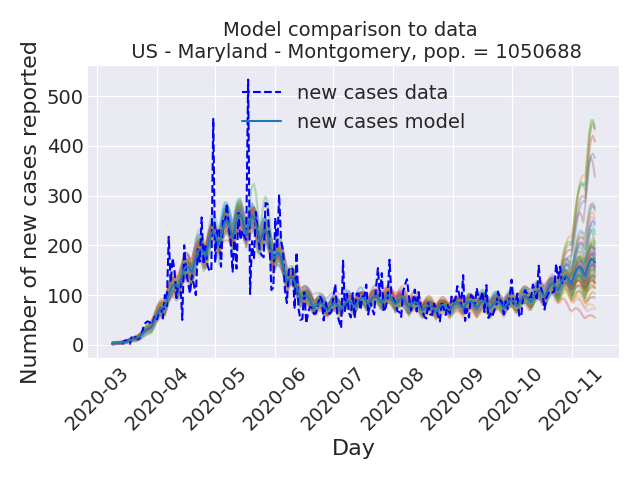 Model comparison to data
US - Maryland - Montgomery, pop. = 1050688
Number of new cases reported
500
400
300
200
100
0
new cases data
new cases model
2020-03
2020-04
2020-05
2020-06
2020-07
2020-08
2020-09
2020-10
2020-11
Day